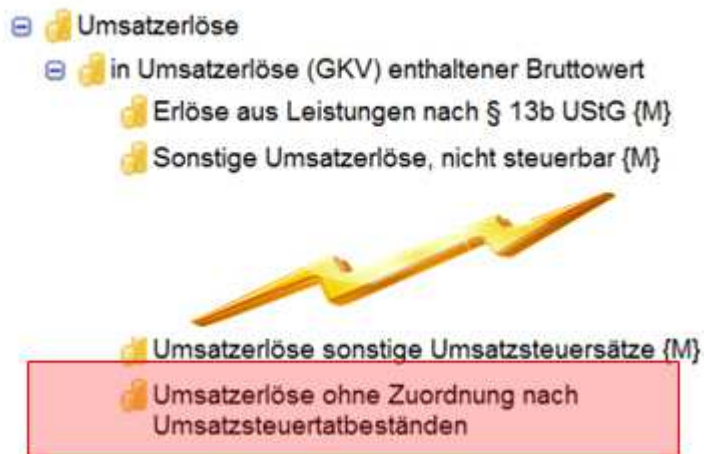 Umsatzerlöse
in Umsatzerlöse (GKV) enthaltener Bruttowert
Erlöse aus Leistungen nach § 13b UStG {M}
Sonstige Umsatzerlöse, nicht steuerbar {M}
Umsatzerlöse sonstige Umsatzsteuersätze {M}
Umsatzerlöse ohne Zuordnung nach
Umsatzsteuertatbeständen